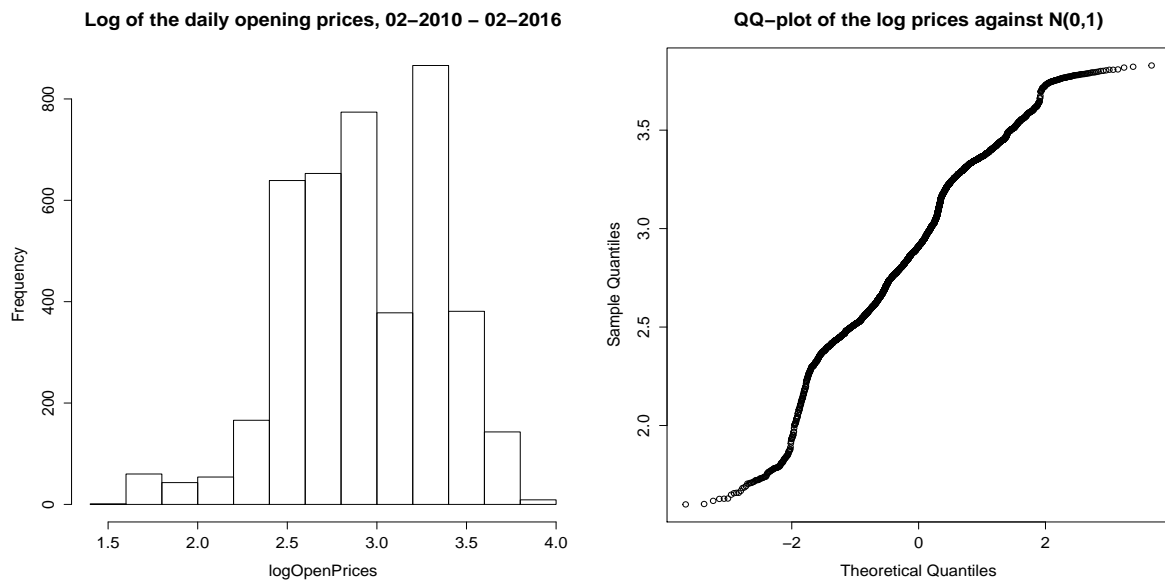 Log of the daily opening prices, 02−2010 − 02−2016
Frequency
800
600
400
200
0
1.5 2.0 2.5 3.0 3.5 4.0
logOpenPrices
QQ−plot of the log prices against N(0,1)
Sample Quantiles
3.5
3.0
2.5
2.0
−2 0 2
Theoretical Quantiles